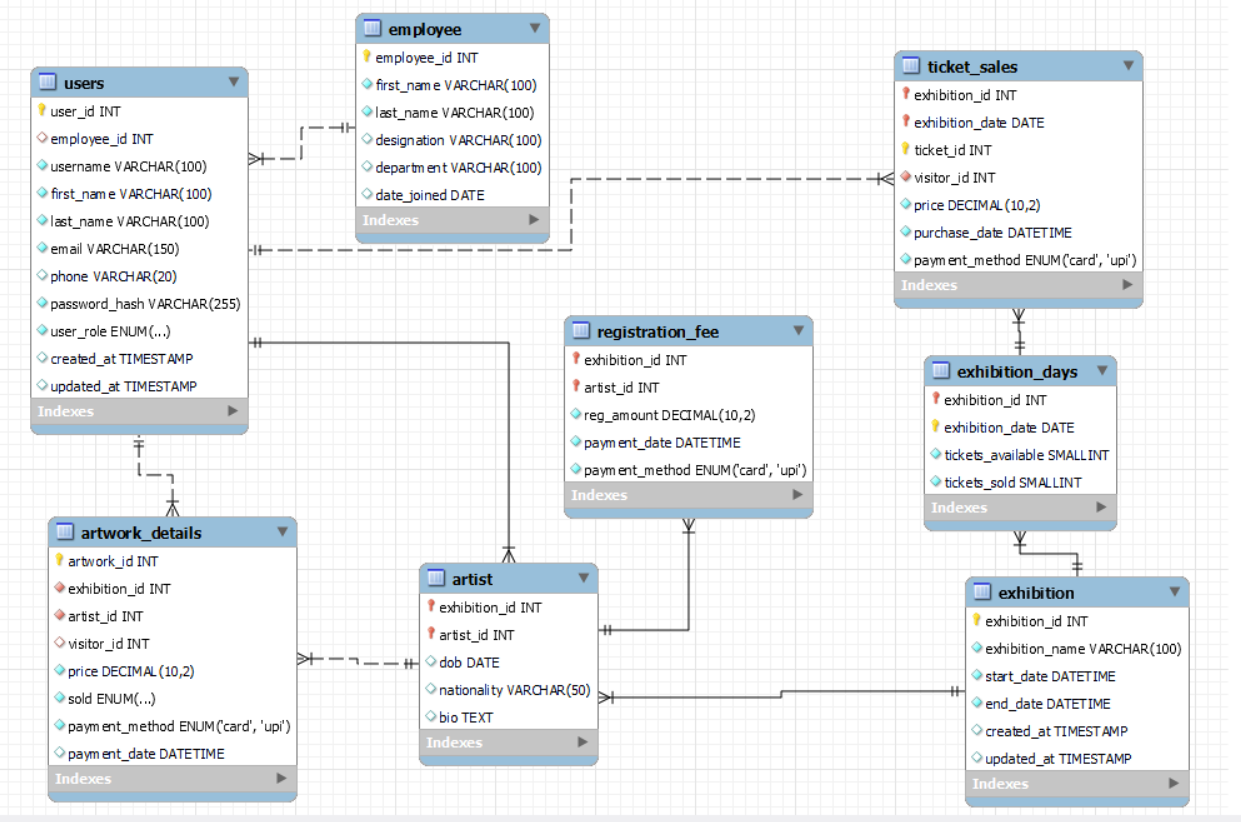 employee
employee_id INT
first_name VARCHAR(100)
last_name VARCHAR(100)
designation VARCHAR(100)
department VARCHAR(100)
date_joined DATE
Indexes
users
user_id INT
employee_id INT
username VARCHAR(100)
first_name VARCHAR(100)
last_name VARCHAR(100)
email VARCHAR(150)
phone VARCHAR(20)
password_hash VARCHAR(255)
user_role ENUM(...)
created_at TIMESTAMP
updated_at TIMESTAMP
Indexes
ticket_sales
exhibition_id INT
exhibition_date DATE
ticket_id INT
visitor_id INT
price DECIMAL(10,2)
purchase_date DATETIME
payment_method ENUM('card', 'upi')
Indexes
registration_fee
exhibition_id INT
artist_id INT
reg_amount DECIMAL(10,2)
payment_date DATETIME
payment_method ENUM('card', 'upi')
Indexes
exhibition_days
exhibition_id INT
exhibition_date DATE
tickets_available SMALLINT
tickets_sold SMALLINT
Indexes
artwork_details
artwork_id INT
exhibition_id INT
artist_id INT
visitor_id INT
price DECIMAL(10,2)
sold ENUM(...)
payment_method ENUM('card', 'upi')
payment_date DATETIME
Indexes
artist
exhibition_id INT
artist_id INT
dob DATE
nationality VARCHAR(50)
bio TEXT
Indexes
exhibition
exhibition_id INT
exhibition_name VARCHAR(100)
start_date DATETIME
end_date DATETIME
created_at TIMESTAMP
updated_at TIMESTAMP
Indexes